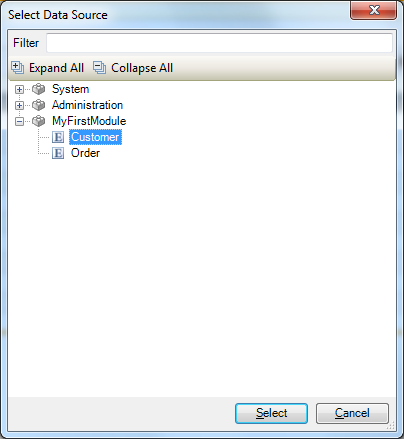 Select Data Source
Filter
Expand All Collapse All
System
Administration
MyFirstModule
E Customer
E Order
Select Cancel